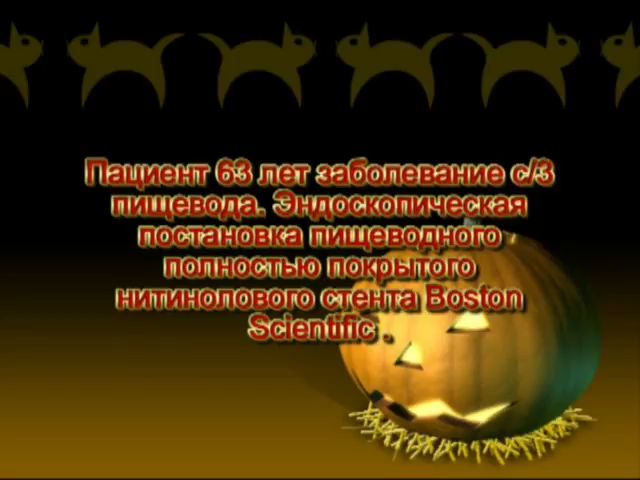 Пациент 63 лет заболевание с/3
пищевода. Эндоскопическая
постановка пищеводного
полностью покрытого
нитинолового стента Boston
Scientific .